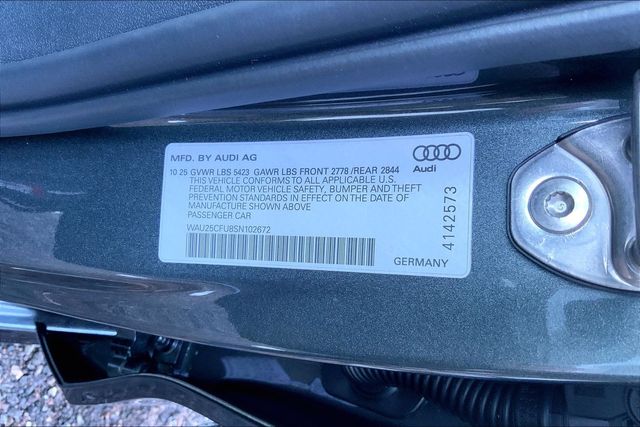 MFD. BY AUDI AG
Audi
10 25 GVWR LBS 5423 GAWR LBS FRONT 2778 /REAR 2844
THIS VEHICLE CONFORMS TO ALL APPLICABLE U.S.
FEDERAL MOTOR VEHICLE SAFETY, BUMPER AND THEFT
PREVENTION STANDARDS IN EFFECT ON THE DATE OF
MANUFACTURE SHOWN ABOVE
PASSENGER CAR
WAU25CFU8SN102672
GERMANY
4142573